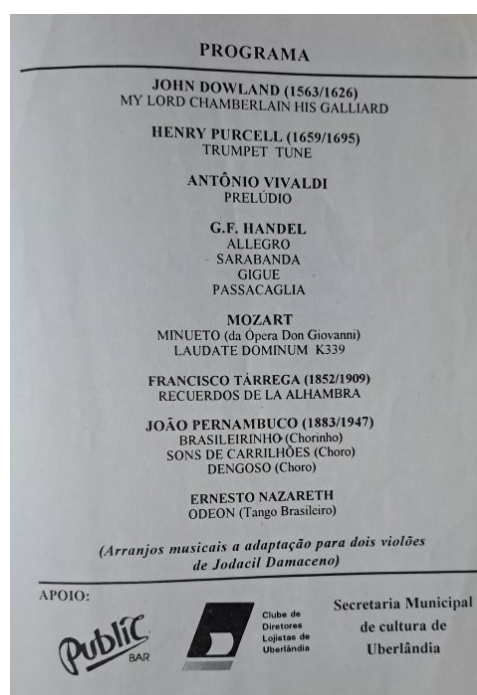 PROGRAMA
JOHN DOWLAND (1563/1626)
MY LORD CHAMBERLAIN HIS GALLIARD
HENRY PURCELL (1659/1695)
TRUMPET TUNE
ANTÔNIO VIVALDI
PRELÚDIO
G.F. HANDEL
ALLEGRO
SARABANDA
GIGUE
PASSACAGLIA
MOZART
MINUETO (da Ópera Don Giovanni)
LAUDATE DOMINUM K339
FRANCISCO TÁRREGA (1852/1909)
RECUERDOS DE LA ALHAMBRA
JOÃO PERNAMBUCO (1883/1947)
BRASILEIRINHO (Chorinho)
SONS DE CARRILHÕES (Choro)
DENGOSO (Choro)
ERNESTO NAZARETH
ODEON (Tango Brasileiro)
(Arranjos musicais a adaptação para dois violões
de Jodacil Damaceno)
APOIO:
Public
BAR
Clube de
Diretores
Lojistas de
Uberlândia
Secretaria Municipal
de cultura de
Uberlândia